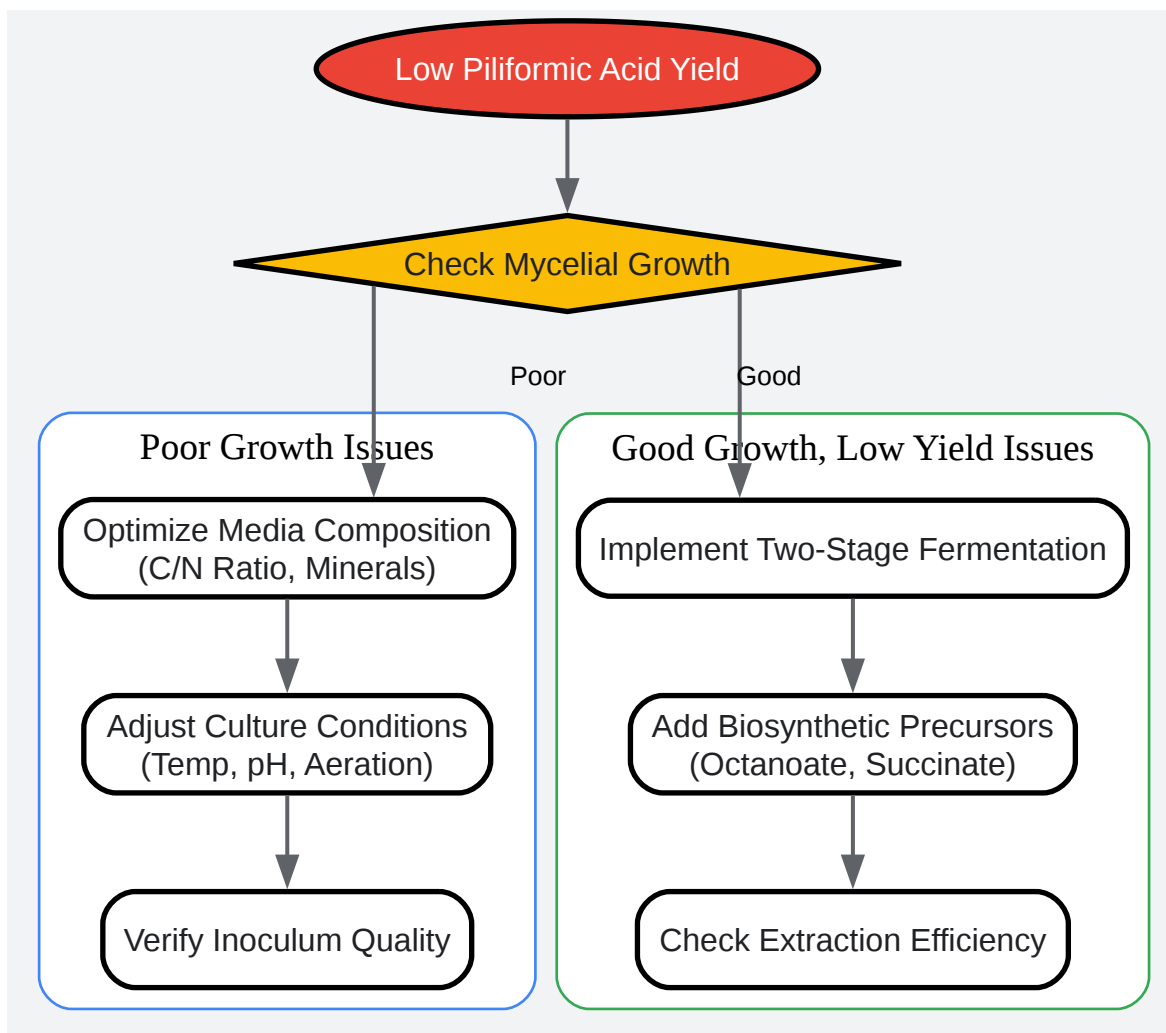 Low Piliformic Acid Yield
Check Mycelial Growth
Poor
Good
Poor Growth Issues
Optimize Media Composition
(C/N Ratio, Minerals)
Adjust Culture Conditions
(Temp, pH, Aeration)
Verify Inoculum Quality
Good Growth, Low Yield Issues
Implement Two-Stage Fermentation
Add Biosynthetic Precursors
(Octanoate, Succinate)
Check Extraction Efficiency